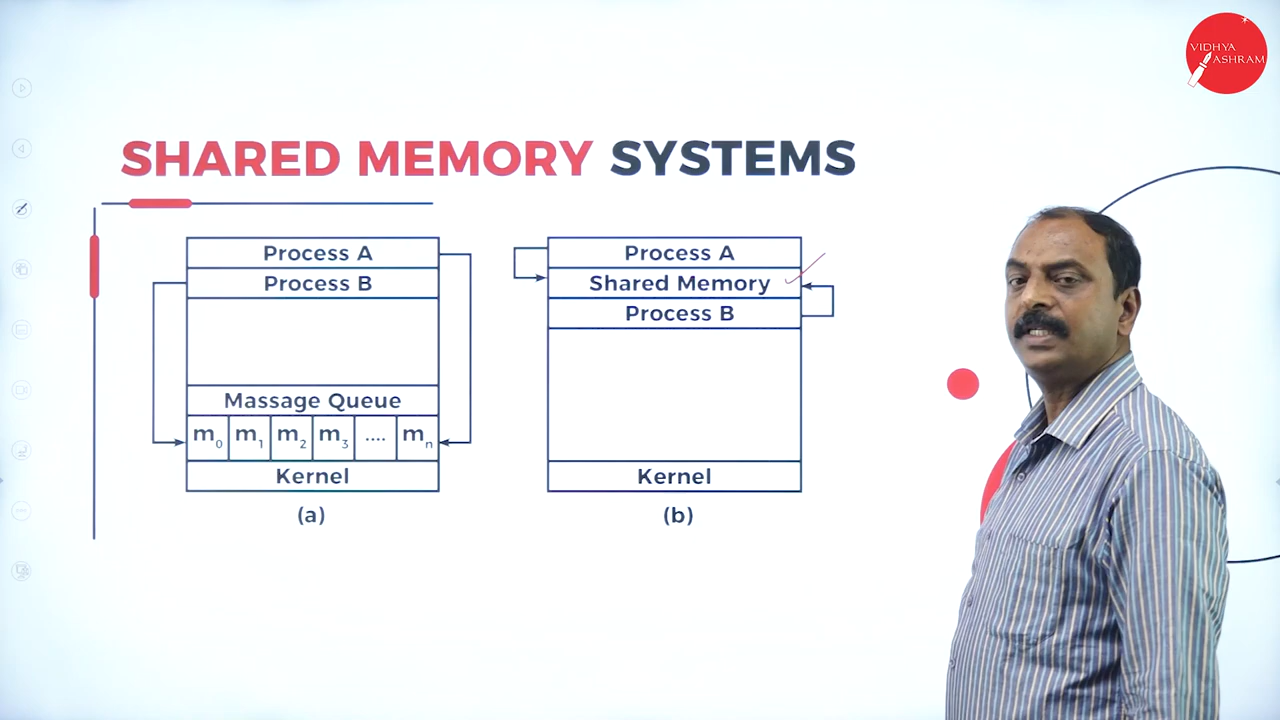 VIDHYA
ASHRAM
SHARED MEMORY SYSTEMS
Process A
Process B
Massage Queue
m0 m1 m2 m3 .... mn
Kernel
(a)
Process A
Shared Memory
Process B
Kernel
(b)